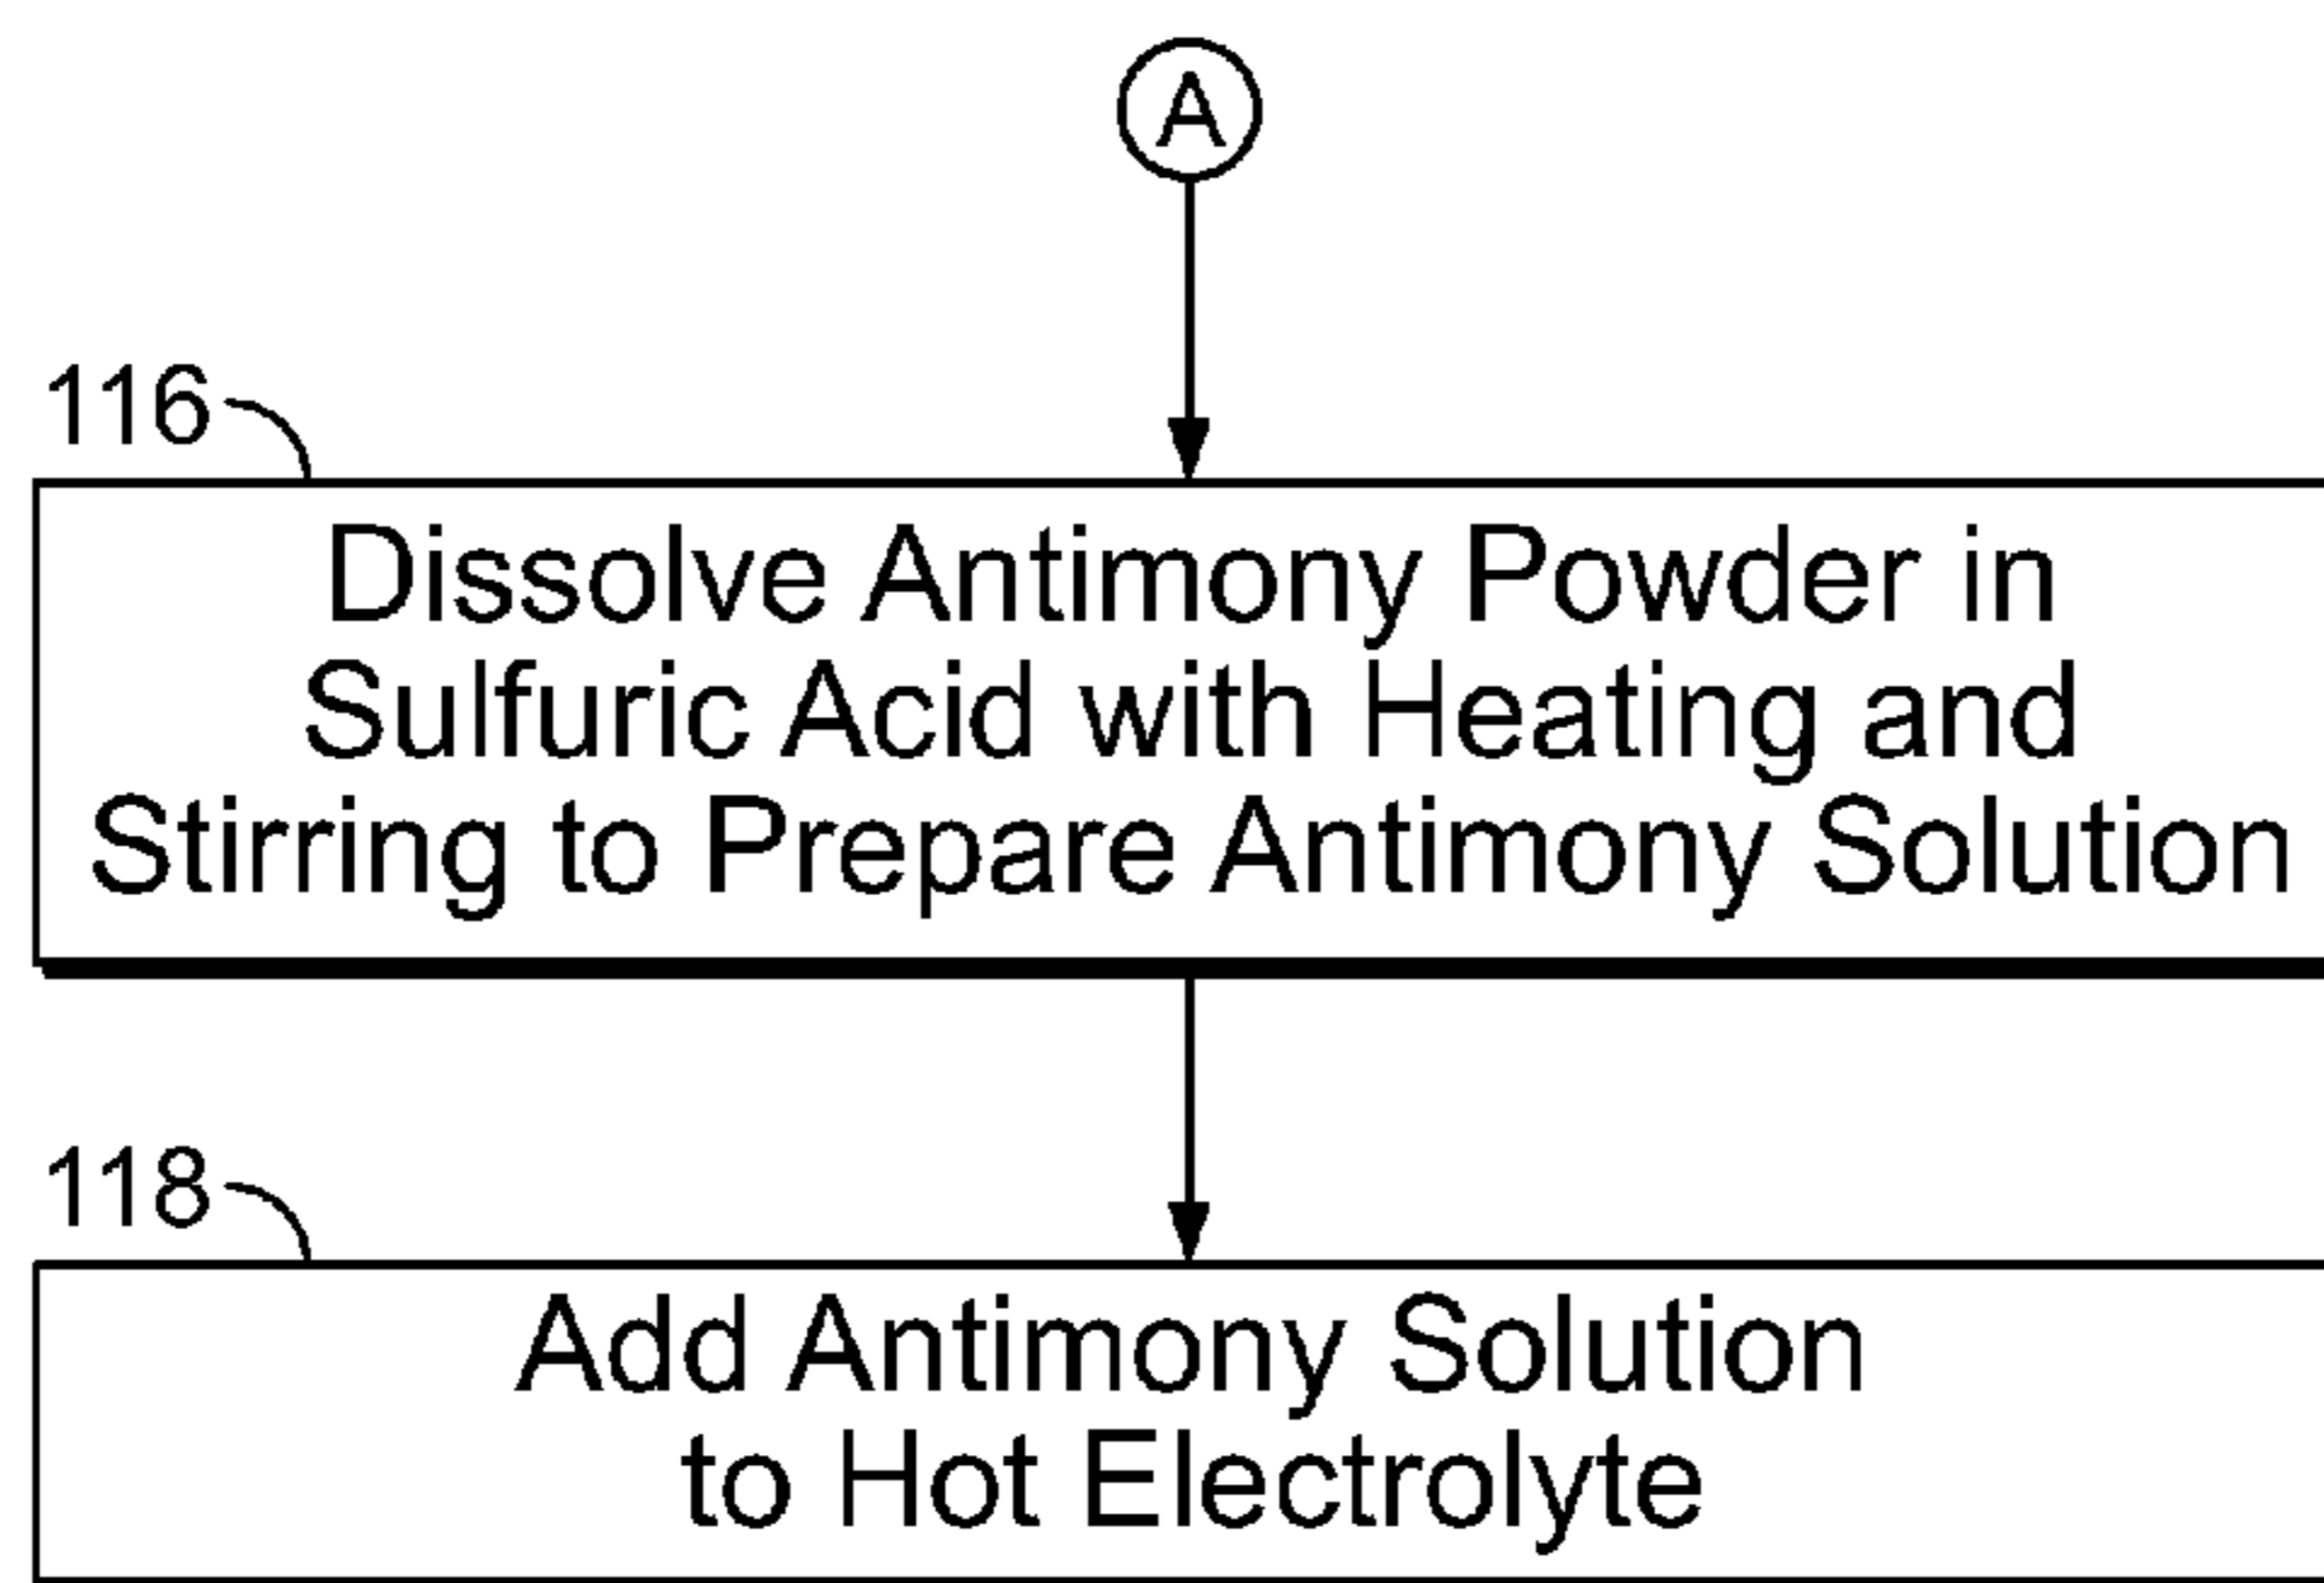 A
116
Dissolve Antimony Powder in
Sulfuric Acid with Heating and
Stirring to Prepare Antimony Solution
118
Add Antimony Solution
to Hot Electrolyte